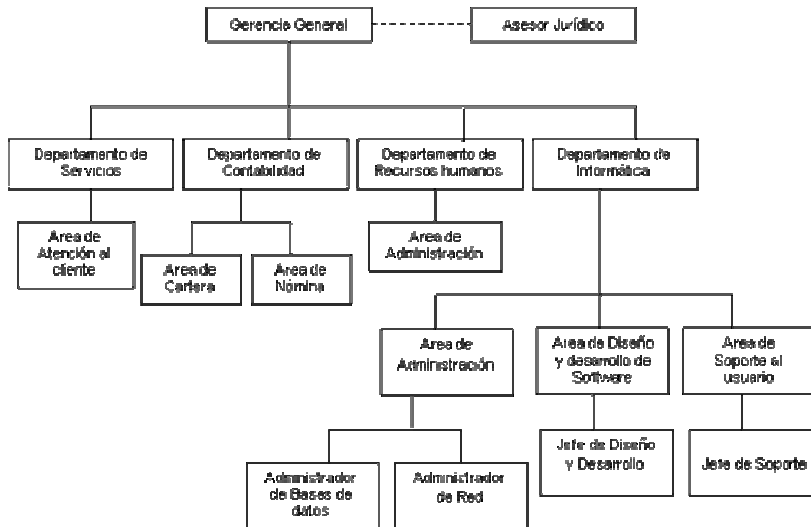 Gerencia General
Asesor Jurídico
Departamento de
Servicios
Departamento de
Contabilidad
Departamento de
Recursos humanos
Departamento de
Informática
Area de
Atención al
cliente
Area de
Cartera
Area de
Nómina
Area de
Administración
Area de
Administración
Area de Diseño
y desarrollo de
Software
Area de
Soporte al
usuario
Jefe de Diseño
y Desarrollo
Jefe de Soporte
Administrador
de Bases de
datos
Administrador
de Red